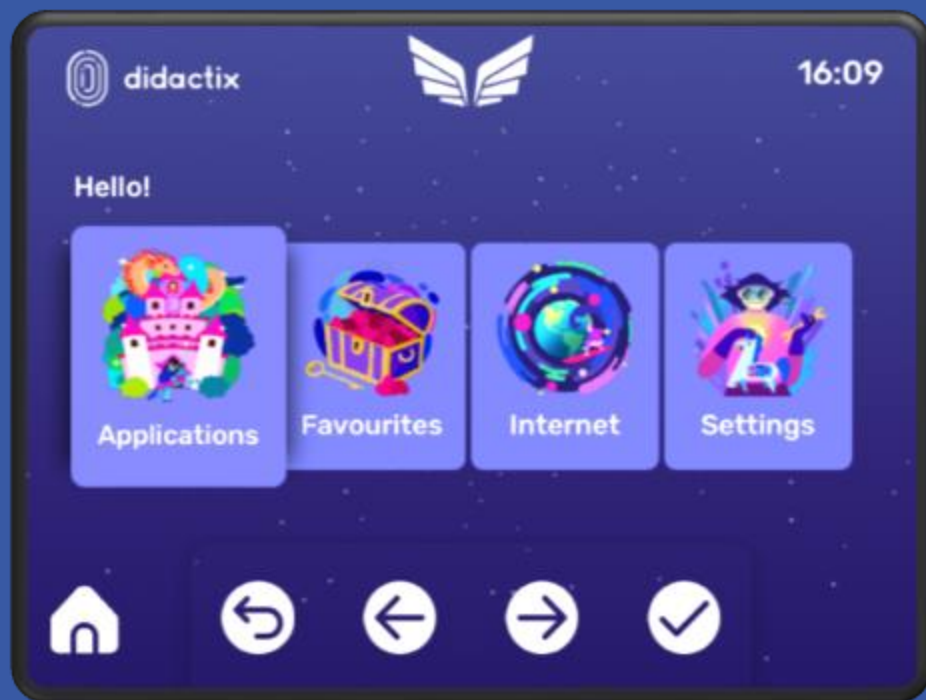 didactix
16:09
Hello!
Applications
Favourites
Internet
Settings